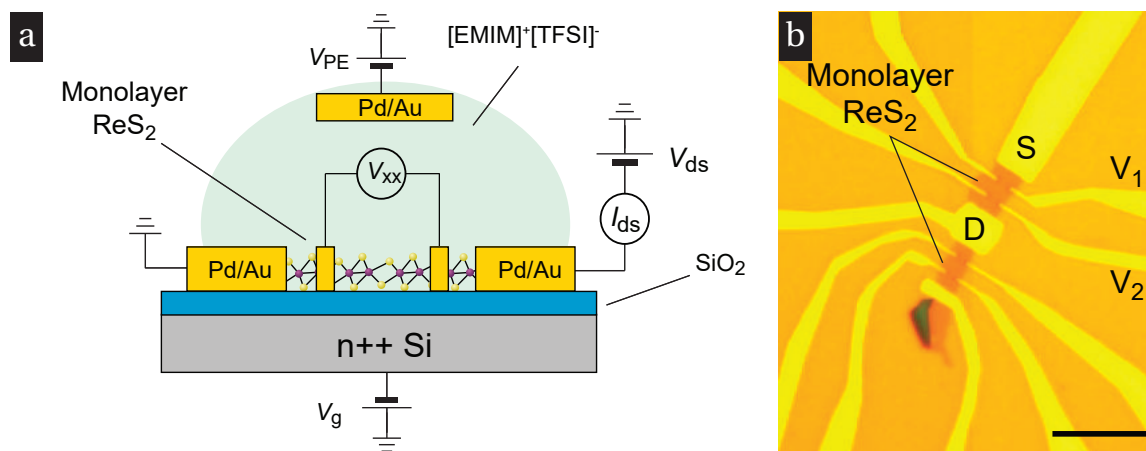 a
[EMIM]⁺[TFSI]⁻
V_PE
Monolayer
ReS₂
Pd/Au
V_xx
V_ds
I_ds
Pd/Au
Pd/Au
SiO₂
n++ Si
V_g
b
Monolayer
ReS₂
S
V₁
D
V₂